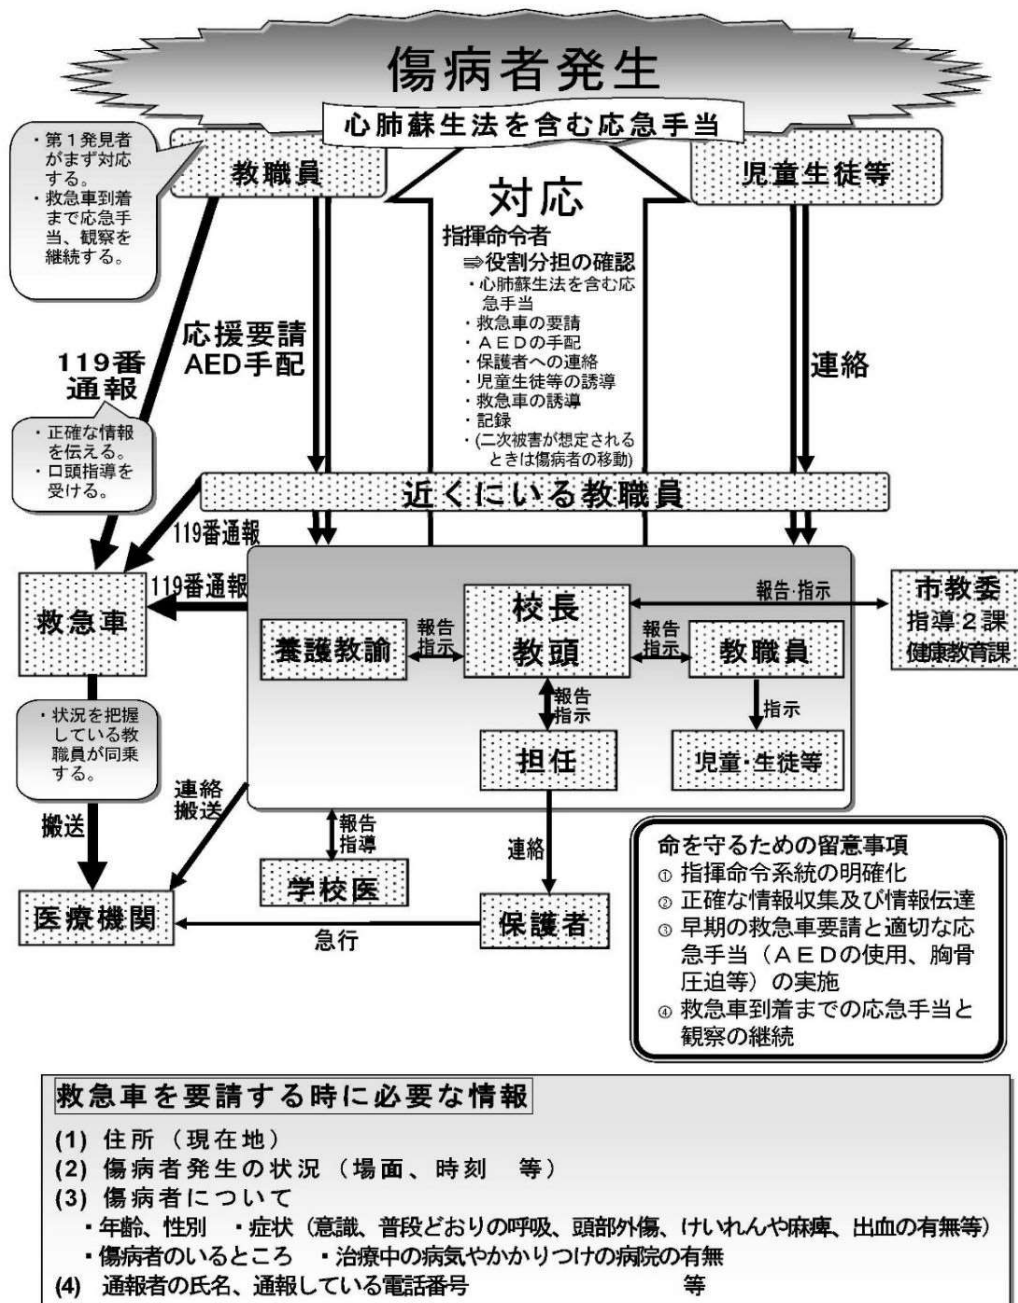 傷病者発生
心肺蘇生法を含む応急手当
・第１発見者
がまず対応
する。
・救急車到着
まで応急手
当、観察を
継続する。
教職員
児童生徒等
対応
指揮命令者
⇒役割分担の確認
・心肺蘇生法を含む応
急手当
・救急車の要請
・ＡＥＤの手配
・保護者への連絡
・児童生徒等の誘導
・救急車の誘導
・記録
・(二次被害が想定される
ときは傷病者の移動)
応援要請
AED手配
119番
通報
連絡
・正確な情報
を伝える。
・口頭指導を
受ける。
近くにいる教職員
119番通報
119番通報
救急車
校長
教頭
養護教諭
報告
指示
報告
指示
教職員
報告・指示
市教委
指導２課
健康教育課
報告
指示
指示
担任
児童・生徒等
・状況を把握
している教
職員が同乗
する。
搬送
連絡
搬送
報告
指導
学校医
連絡
医療機関
急行
保護者
命を守るための留意事項
① 指揮命令系統の明確化
② 正確な情報収集及び情報伝達
③ 早期の救急車要請と適切な応
急手当（ＡＥＤの使用、胸骨
圧迫等）の実施
④ 救急車到着までの応急手当と
観察の継続
救急車を要請する時に必要な情報
(1) 住所（現在地）
(2) 傷病者発生の状況（場面、時刻　等）
(3) 傷病者について
・年齢、性別　・症状（意識、普段どおりの呼吸、頭部外傷、けいれんや麻痺、出血の有無等）
・傷病者のいるところ　・治療中の病気やかかりつけの病院の有無
(4) 通報者の氏名、通報している電話番号　等